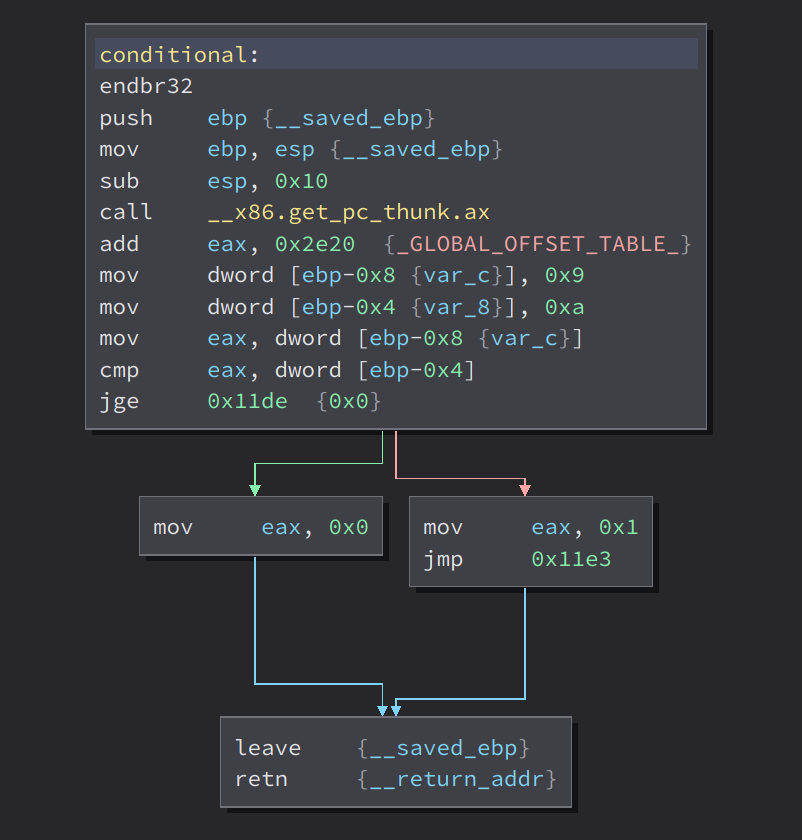 conditional:
endbr32
push    ebp {__saved_ebp}
mov     ebp, esp {__saved_ebp}
sub     esp, 0x10
call    __x86.get_pc_thunk.ax
add     eax, 0x2e20  {_GLOBAL_OFFSET_TABLE_}
mov     dword [ebp-0x8 {var_c}], 0x9
mov     dword [ebp-0x4 {var_8}], 0xa
mov     eax, dword [ebp-0x8 {var_c}]
cmp     eax, dword [ebp-0x4]
jge     0x11de  {0x0}
mov     eax, 0x0
mov     eax, 0x1
jmp     0x11e3
leave    {__saved_ebp}
retn     {__return_addr}